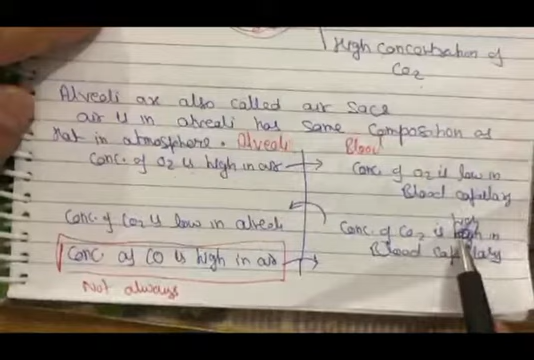 High concentration of
CO2
Alveoli are also called air sacs
air is in alveoli has same composition as
that in atmosphere. Alveoli
Blood
Conc. of O2 is high in air
Conc of O2 is low in
Blood capillary
Conc of CO2 is low in alveoli
high
Conc. of CO2 is high in
Blood capillary
Conc of CO is high in air
Not always